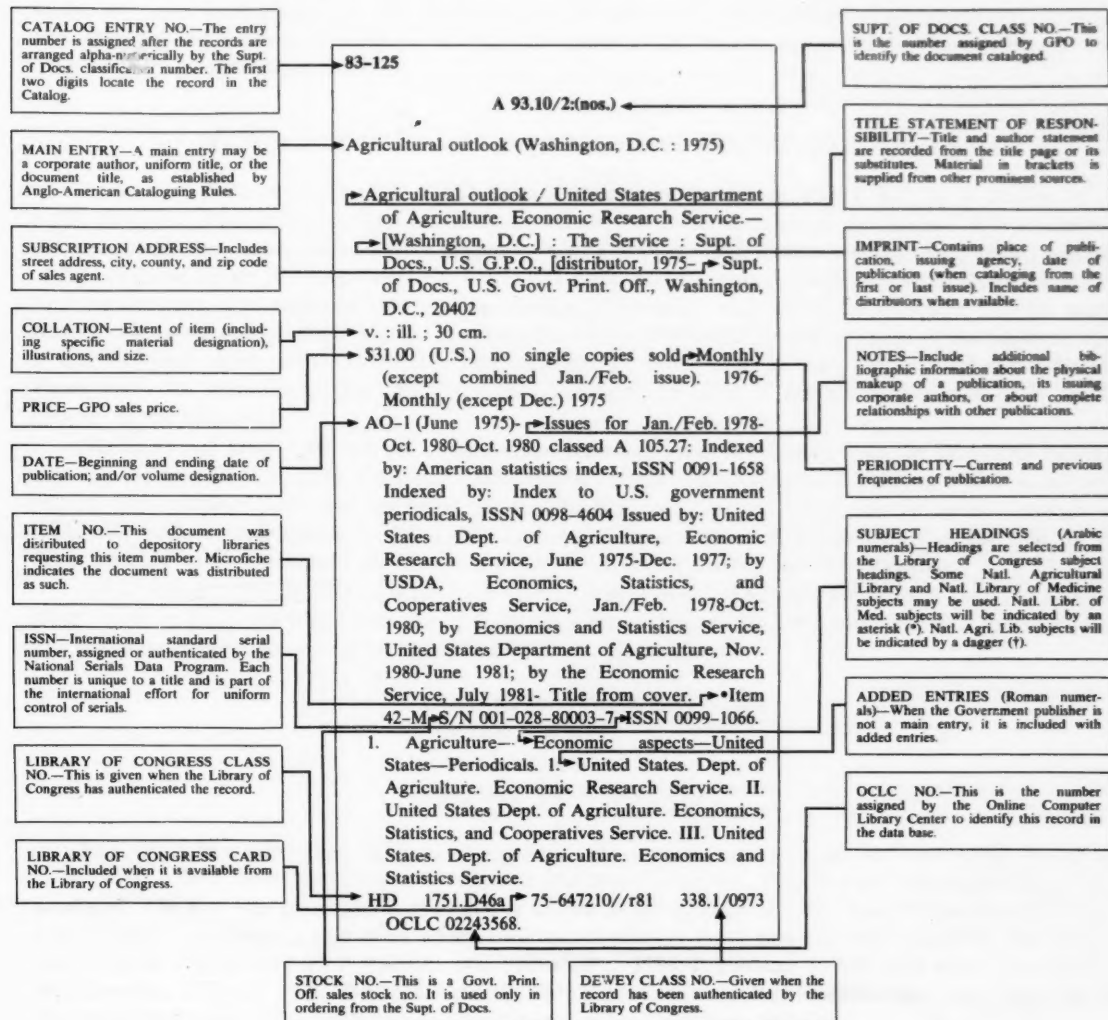 CATALOG ENTRY NO.—The entry
number is assigned after the records are
arranged alpha-numerically by the Supt.
of Docs. classification number. The first
two digits locate the record in the
Catalog.
MAIN ENTRY—A main entry may be
a corporate author, uniform title, or the
document title, as established by
Anglo-American Cataloguing Rules.
SUBSCRIPTION ADDRESS—Includes
street address, city, county, and zip code
of sales agent.
COLLATION—Extent of item (includ-
ing specific material designation),
illustrations, and size.
PRICE—GPO sales price.
DATE—Beginning and ending date of
publication; and/or volume designation.
ITEM NO.—This document was
distributed to depository libraries
requesting this item number. Microfiche
indicates the document was distributed
as such.
ISSN—International standard serial
number, assigned or authenticated by the
National Serials Data Program. Each
number is unique to a title and is part of
the international effort for uniform
control of serials.
LIBRARY OF CONGRESS CLASS
NO.—This is given when the Library of
Congress has authenticated the record.
LIBRARY OF CONGRESS CARD
NO.—Included when it is available from
the Library of Congress.
83-125
A 93.10/2:(nos.)
Agricultural outlook (Washington, D.C. : 1975)
Agricultural outlook / United States Department
of Agriculture. Economic Research Service.—
[Washington, D.C.] : The Service : Supt. of
Docs., U.S. G.P.O., [distributor, 1975– Supt.
of Docs., U.S. Govt. Print. Off., Washington,
D.C., 20402
v. : ill. ; 30 cm.
$31.00 (U.S.) no single copies sold Monthly
(except combined Jan./Feb. issue). 1976-
Monthly (except Dec.) 1975
AO-1 (June 1975)- Issues for Jan./Feb. 1978-
Oct. 1980-Oct. 1980 classed A 105.27: Indexed
by: American statistics index, ISSN 0091–1658
Indexed by: Index to U.S. government
periodicals, ISSN 0098–4604 Issued by: United
States Dept. of Agriculture, Economic
Research Service, June 1975-Dec. 1977; by
USDA, Economics, Statistics, and
Cooperatives Service, Jan./Feb. 1978-Oct.
1980; by Economics and Statistics Service,
United States Department of Agriculture, Nov.
1980-June 1981; by the Economic Research
Service, July 1981- Title from cover. •Item
42–M S/N 001-028-80003-7 ISSN 0099-1066.
1. Agriculture— Economic aspects—United
States—Periodicals. 1. United States. Dept. of
Agriculture. Economic Research Service. II.
United States Dept. of Agriculture. Economics,
Statistics, and Cooperatives Service. III. United
States. Dept. of Agriculture. Economics and
Statistics Service.
HD 1751.D46a 75-647210//r81 338.1/0973
OCLC 02243568.
SUPT. OF DOCS. CLASS NO.—This
is the number assigned by GPO to
identify the document cataloged.
TITLE STATEMENT OF RESPON-
SIBILITY—Title and author statement
are recorded from the title page or its
substitutes. Material in brackets is
supplied from other prominent sources.
IMPRINT—Contains place of publi-
cation, issuing agency, date of
publication (when cataloging from the
first or last issue). Includes name of
distributors when available.
NOTES—Include additional bib-
liographic information about the physical
makeup of a publication, its issuing
corporate authors, or about complete
relationships with other publications.
PERIODICITY—Current and previous
frequencies of publication.
SUBJECT HEADINGS (Arabic
numerals)—Headings are selected from
the Library of Congress subject
headings. Some Natl. Agricultural
Library and Natl. Library of Medicine
subjects may be used. Natl. Libr. of
Med. subjects will be indicated by an
asterisk (*). Natl. Agri. Lib. subjects will
be indicated by a dagger (†).
ADDED ENTRIES (Roman numer-
als)—When the Government publisher is
not a main entry, it is included with
added entries.
OCLC NO.—This is the number
assigned by the Online Computer
Library Center to identify this record in
the data base.
STOCK NO.—This is a Govt. Print.
Off. sales stock no. It is used only in
ordering from the Supt. of Docs.
DEWEY CLASS NO.—Given when the
record has been authenticated by the
Library of Congress.